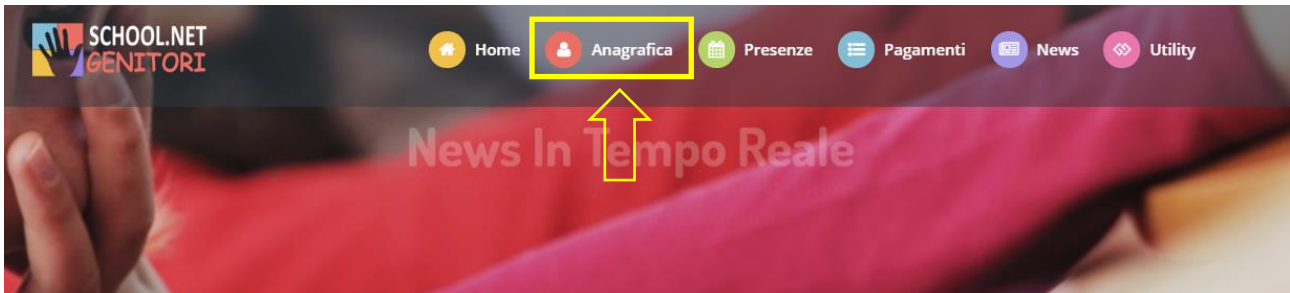 SCHOOL.NET
GENITORI
Home Anagrafica Presenze Pagamenti News Utility
News In Tempo Reale